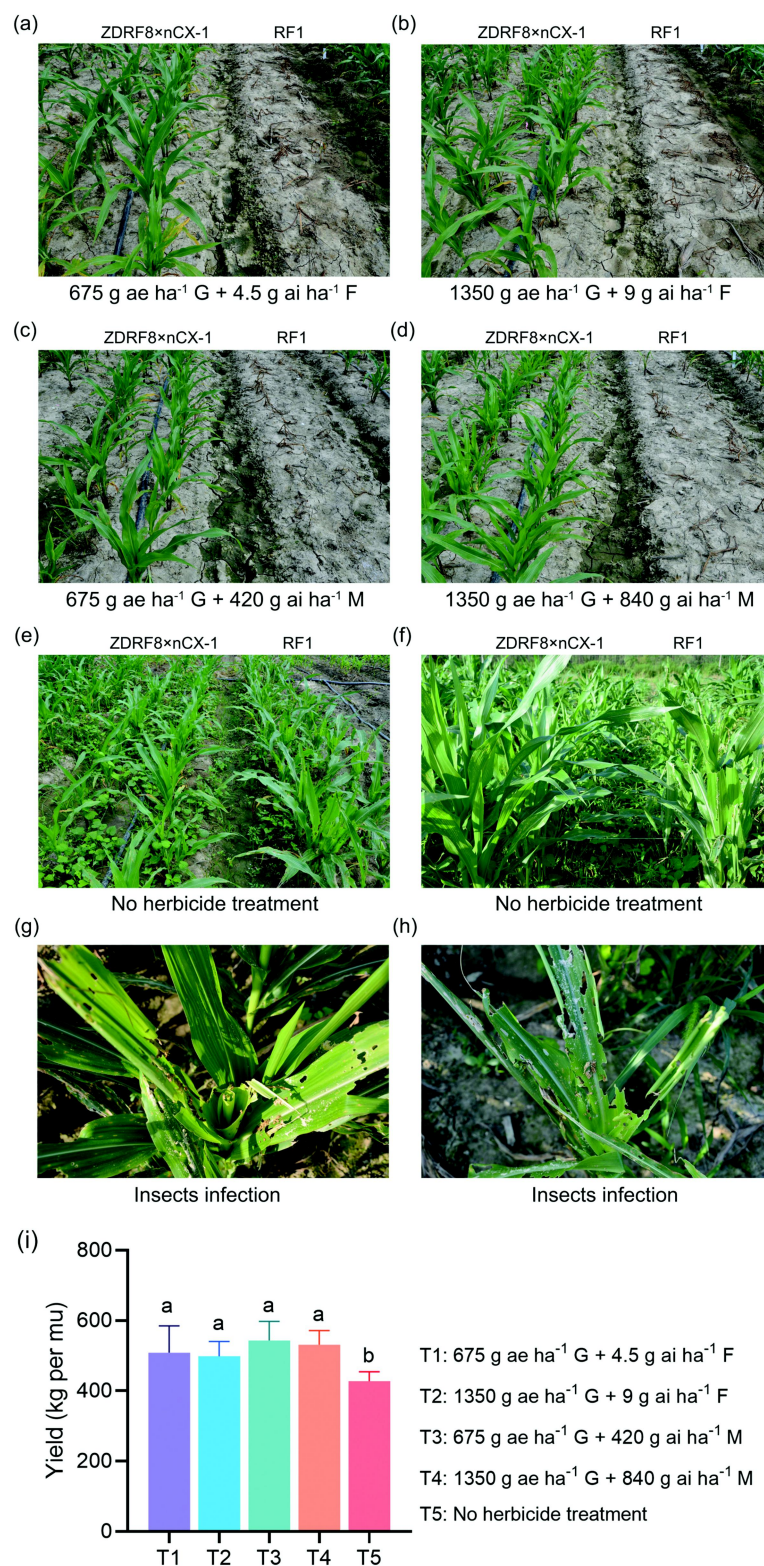 (a)
ZDRF8×nCX-1 RF1
675 g ae ha⁻¹ G + 4.5 g ai ha⁻¹ F
(b)
ZDRF8×nCX-1 RF1
1350 g ae ha⁻¹ G + 9 g ai ha⁻¹ F
(c)
ZDRF8×nCX-1 RF1
675 g ae ha⁻¹ G + 420 g ai ha⁻¹ M
(d)
ZDRF8×nCX-1 RF1
1350 g ae ha⁻¹ G + 840 g ai ha⁻¹ M
(e)
ZDRF8×nCX-1 RF1
No herbicide treatment
(f)
ZDRF8×nCX-1 RF1
No herbicide treatment
(g)
Insects infection
(h)
Insects infection
(i)
Yield (kg per mu)
800
600
400
200
0
a
a
a
a
b
T1 T2 T3 T4 T5
T1: 675 g ae ha⁻¹ G + 4.5 g ai ha⁻¹ F
T2: 1350 g ae ha⁻¹ G + 9 g ai ha⁻¹ F
T3: 675 g ae ha⁻¹ G + 420 g ai ha⁻¹ M
T4: 1350 g ae ha⁻¹ G + 840 g ai ha⁻¹ M
T5: No herbicide treatment